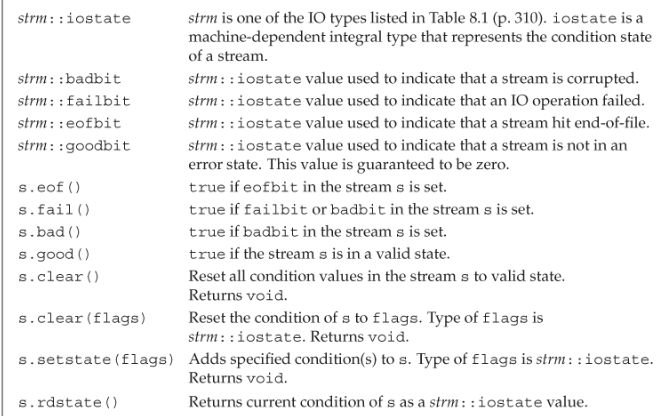 strm::iostate strm is one of the IO types listed in Table 8.1 (p. 310). iostate is a
machine-dependent integral type that represents the condition state
of a stream.
strm::badbit strm::iostate value used to indicate that a stream is corrupted.
strm::failbit strm::iostate value used to indicate that an IO operation failed.
strm::eofbit strm::iostate value used to indicate that a stream hit end-of-file.
strm::goodbit strm::iostate value used to indicate that a stream is not in an
error state. This value is guaranteed to be zero.
s.eof() true if eofbit in the stream s is set.
s.fail() true if failbit or badbit in the stream s is set.
s.bad() true if badbit in the stream s is set.
s.good() true if the stream s is in a valid state.
s.clear() Reset all condition values in the stream s to valid state.
Returns void.
s.clear(flags) Reset the condition of s to flags. Type of flags is
strm::iostate. Returns void.
s.setstate(flags) Adds specified condition(s) to s. Type of flags is strm::iostate.
Returns void.
s.rdstate() Returns current condition of s as a strm::iostate value.